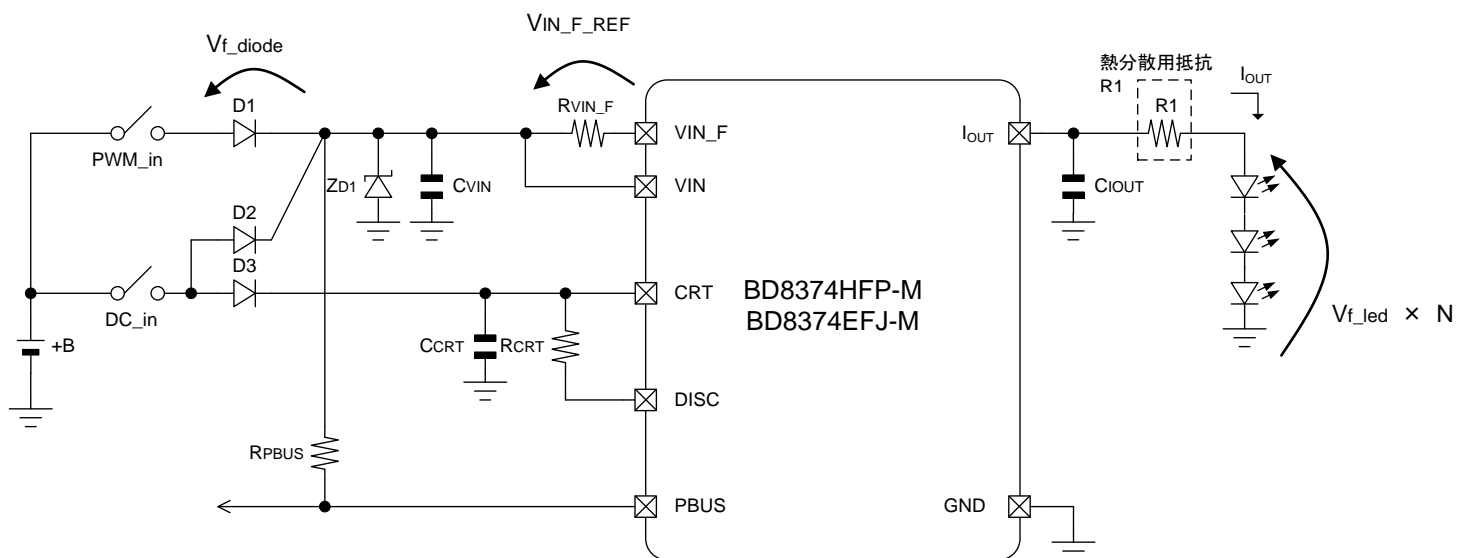 VIN_F_REF
Vf_diode
熱分散用抵抗
R1
IOUT
D1
RVIN_F
R1
VIN_F
IOUT
PWM_in
ZD1
CVIN
VIN
CIOUT
D2
D3
CRT
BD8374HFP-M
BD8374EFJ-M
DC_in
Vf_led × N
+B
CCRT
RCRT
DISC
RPBUS
PBUS
GND